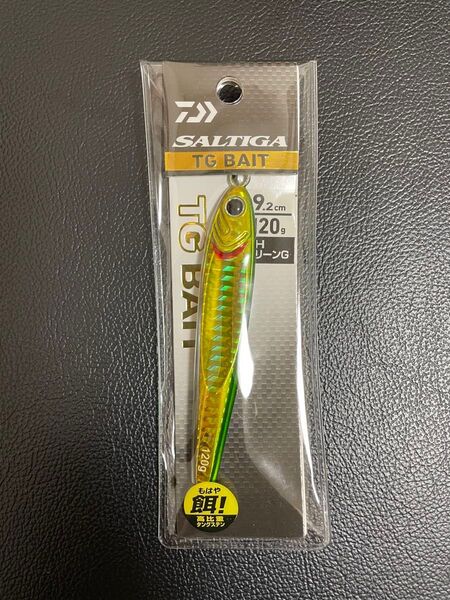 SALTIGA
TG BAIT
9.2cm
120g
H
リーンG
TG BAIT
120g
もはや
餌!
高比重
タングステン